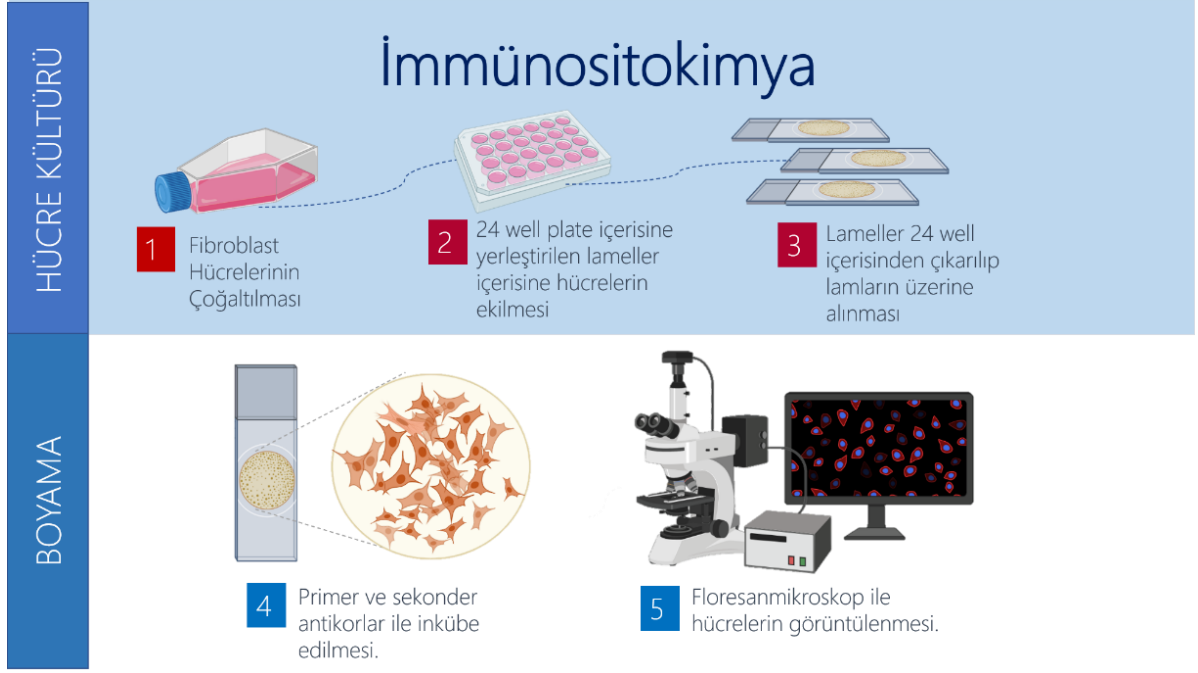 HÜCRE KÜLTÜRÜ
İmmünositokimya
1
Fibroblast
Hücrelerinin
Çoğaltılması
2
24 well plate içerisine
yerleştirilen lameller
içerisine hücrelerin
ekilmesi
3
Lameller 24 well
içerisinden çıkarılıp
lamların üzerine
alınması
BOYAMA
4
Primer ve sekonder
antikorlar ile inkübe
edilmesi.
5
Floresanmikroskop ile
hücrelerin görüntülenmesi.